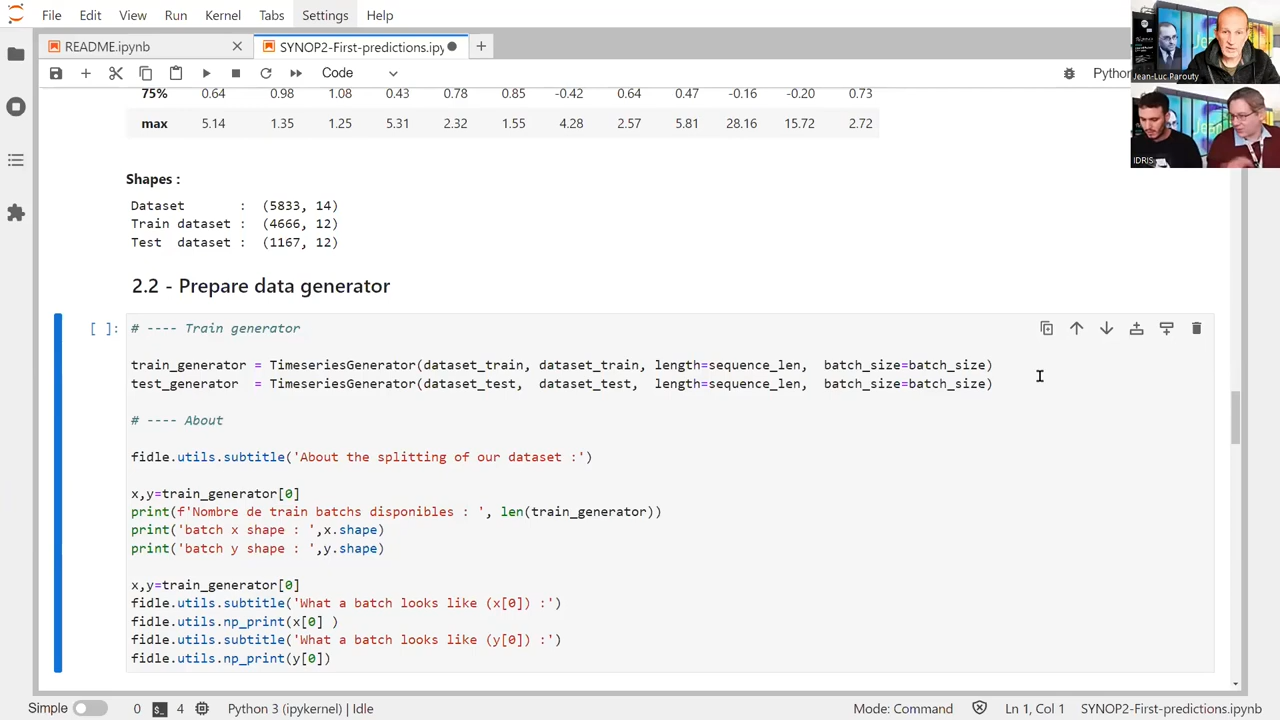 File Edit View Run Kernel Tabs Settings Help
README.ipynb
SYNOP2-First-predictions.ipy
Code
Python
75% 0.64 0.98 1.08 0.43 0.78 0.85 -0.42 0.64 0.47 -0.16 -0.20 0.73
max 5.14 1.35 1.25 5.31 2.32 1.55 4.28 2.57 5.81 28.16 15.72 2.72
Shapes :
Dataset : (5833, 14)
Train dataset : (4666, 12)
Test dataset : (1167, 12)
2.2 - Prepare data generator
[ ]:
# ---- Train generator
train_generator = TimeseriesGenerator(dataset_train, dataset_train, length=sequence_len, batch_size=batch_size)
test_generator = TimeseriesGenerator(dataset_test, dataset_test, length=sequence_len, batch_size=batch_size)
# ---- About
fidle.utils.subtitle('About the splitting of our dataset :')
x,y=train_generator[0]
print(f'Nombre de train batchs disponibles : ', len(train_generator))
print('batch x shape : ',x.shape)
print('batch y shape : ',y.shape)
x,y=train_generator[0]
fidle.utils.subtitle('What a batch looks like (x[0]) :')
fidle.utils.np_print(x[0] )
fidle.utils.subtitle('What a batch looks like (y[0]) :')
fidle.utils.np_print(y[0])
Simple 0 4 Python 3 (ipykernel) | Idle Mode: Command Ln 1, Col 1 SYNOP2-First-predictions.ipynb
Jean-Luc Parouty
IDRIS